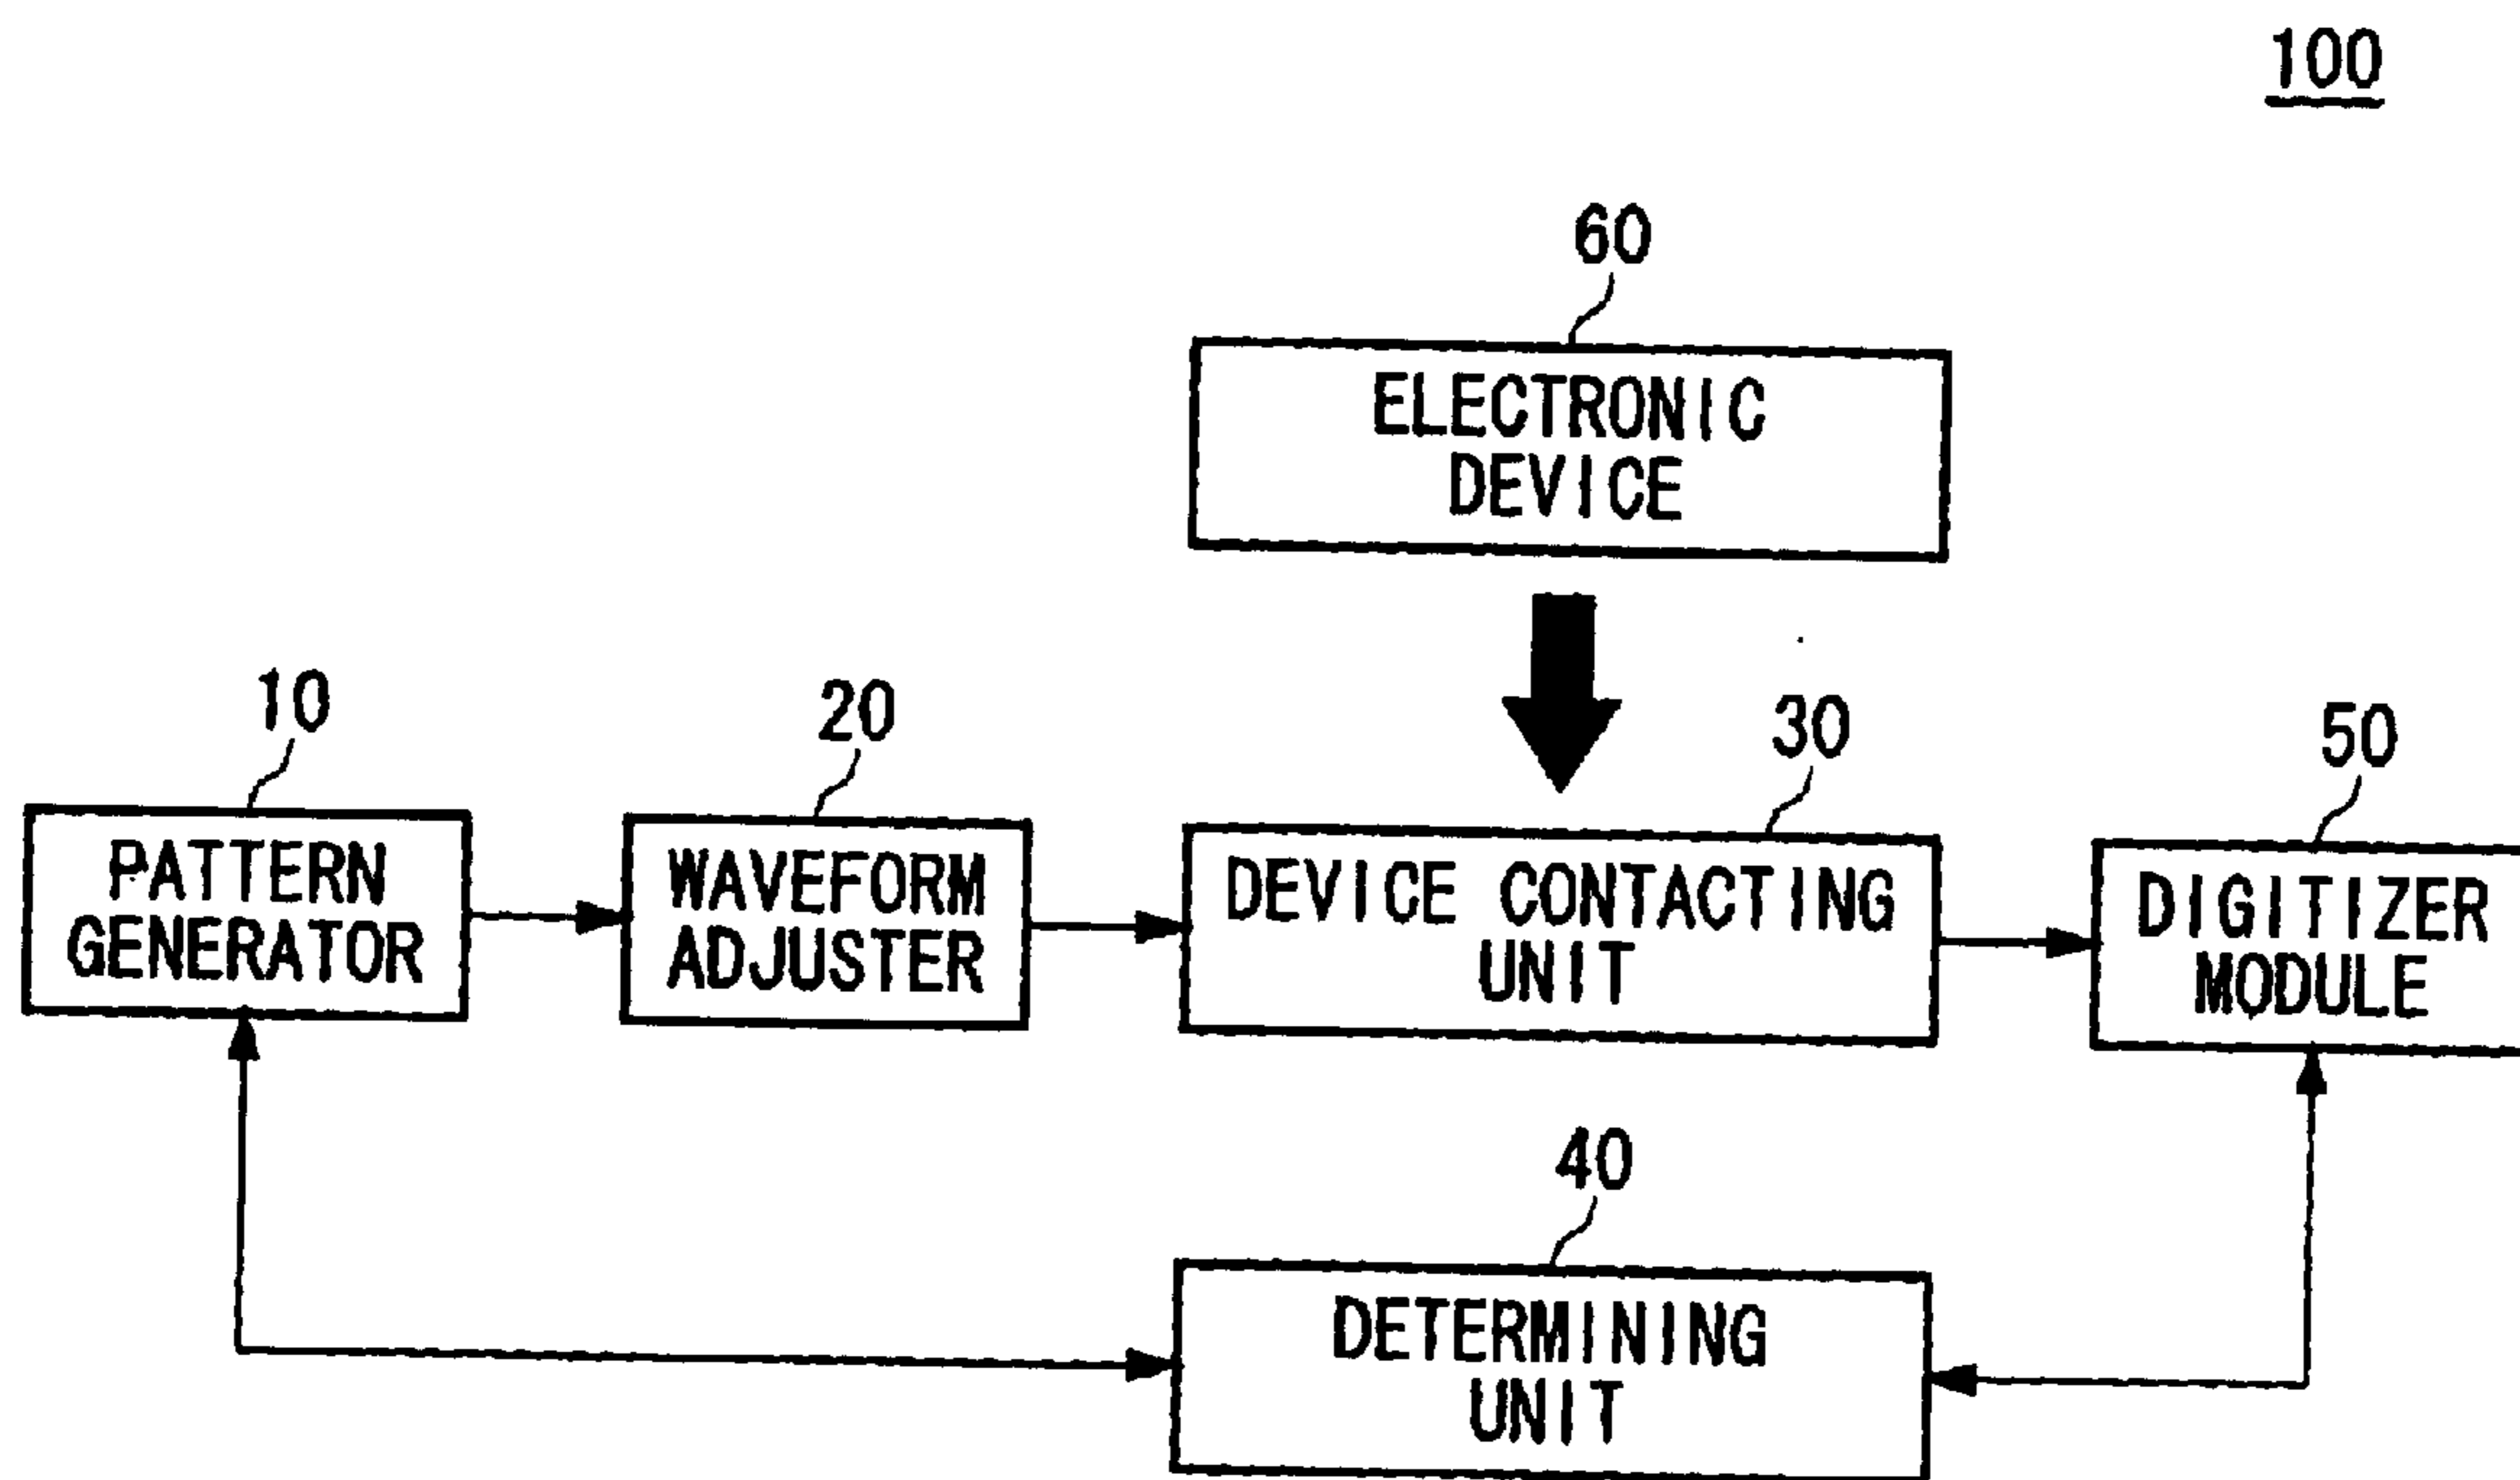 100
60
ELECTRONIC
DEVICE
10
20
30
50
PATTERN
GENERATOR
WAVEFORM
ADJUSTER
DEVICE CONTACTING
UNIT
DIGITIZER
MODULE
40
DETERMINING
UNIT